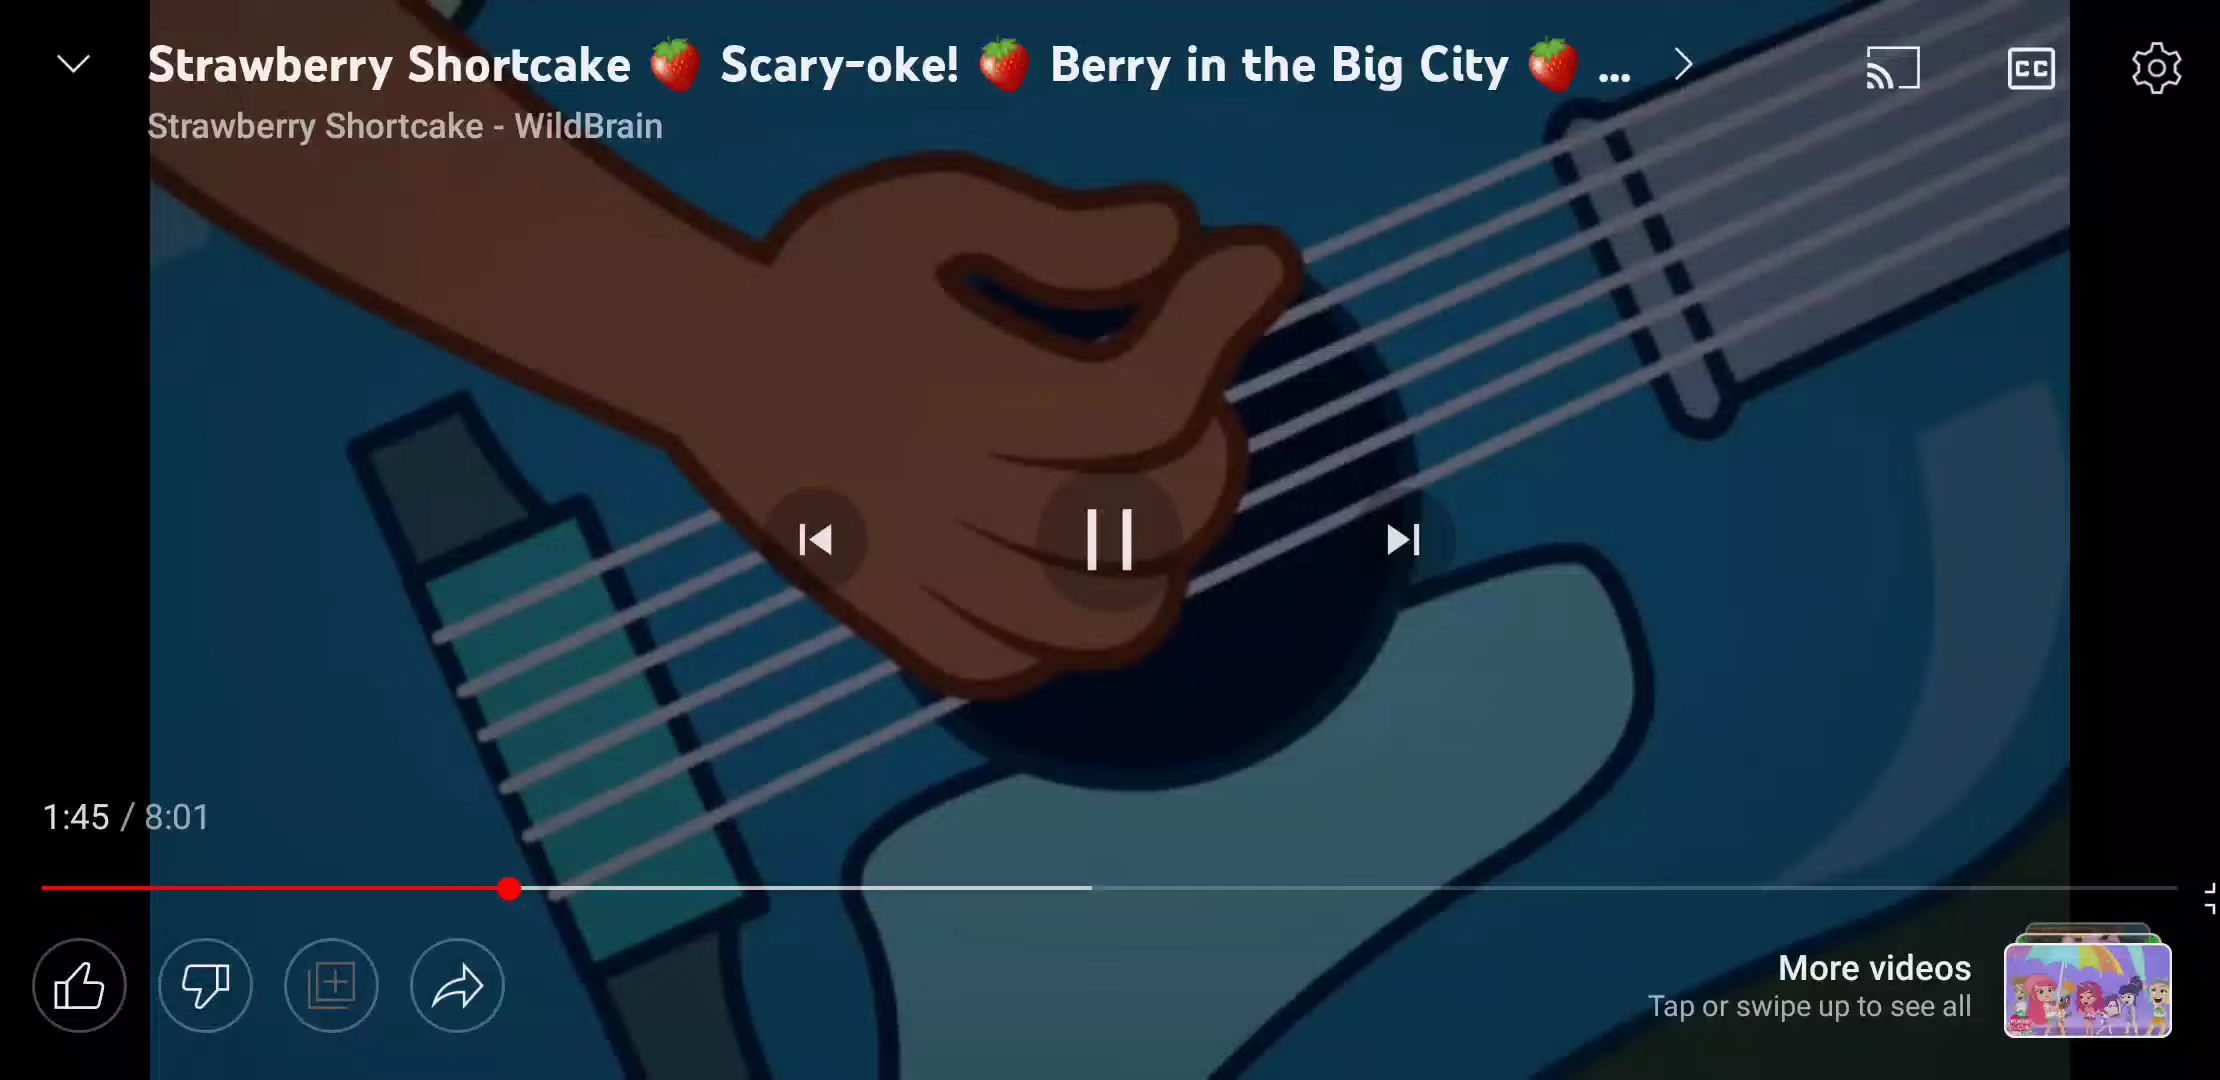 Strawberry Shortcake 🍓 Scary-oke! 🍓 Berry in the Big City 🍓 ...
Strawberry Shortcake - WildBrain
CC
1:45 / 8:01
More videos
Tap or swipe up to see all